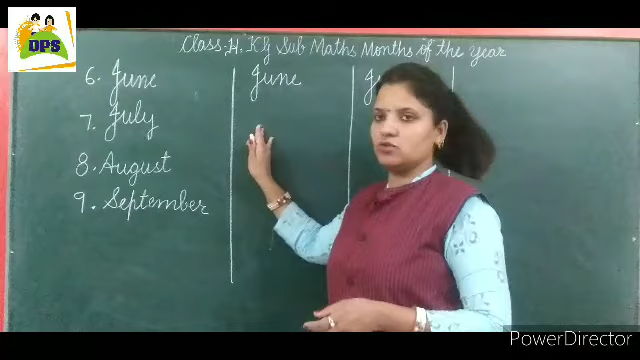 DPS
Class H.KG Sub Maths Months of the Year
6. June June
7. July
8. August
9. September
PowerDirector